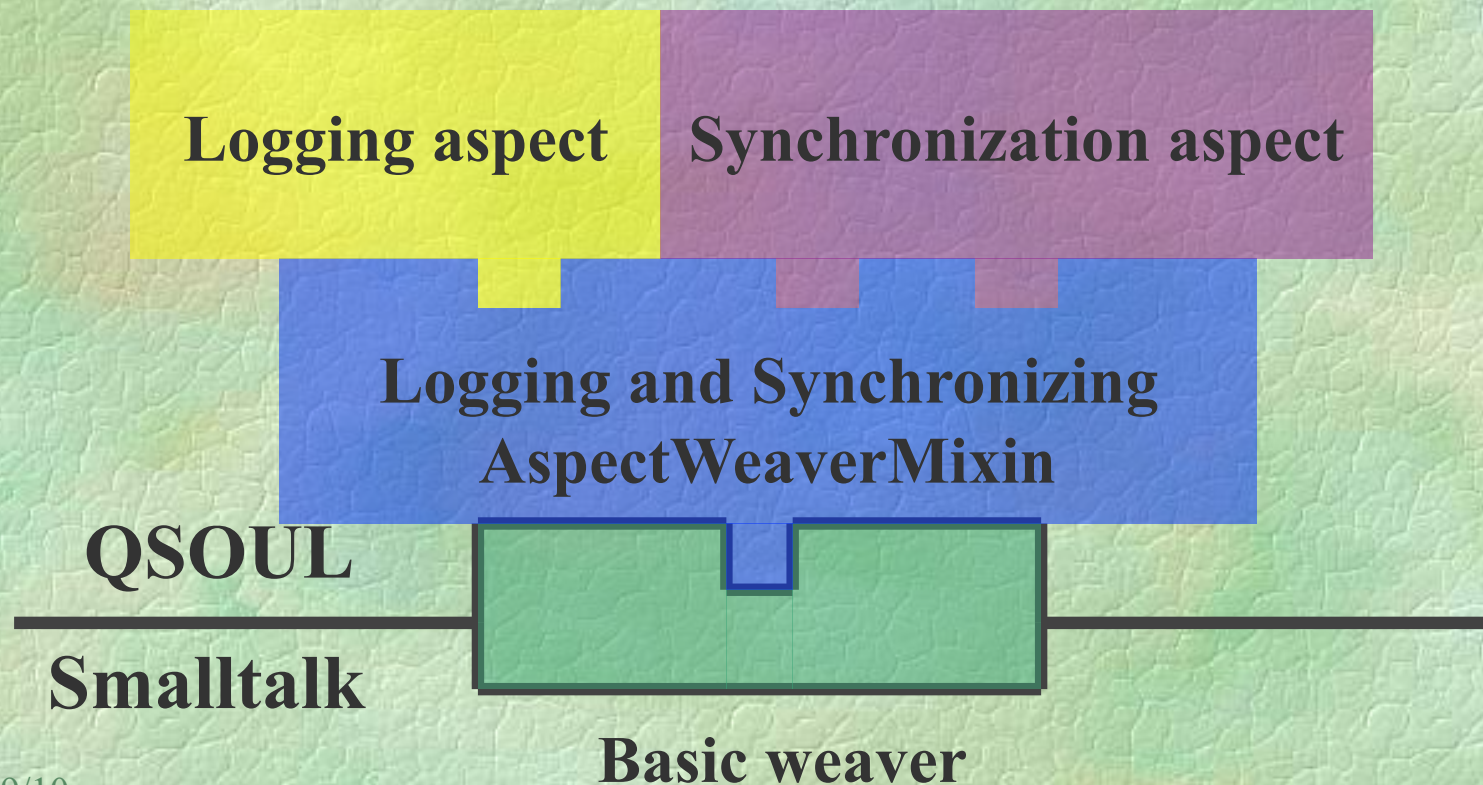 Logging aspect
Synchronization aspect
Logging and Synchronizing
AspectWeaverMixin
QSOUL
Smalltalk
Basic weaver